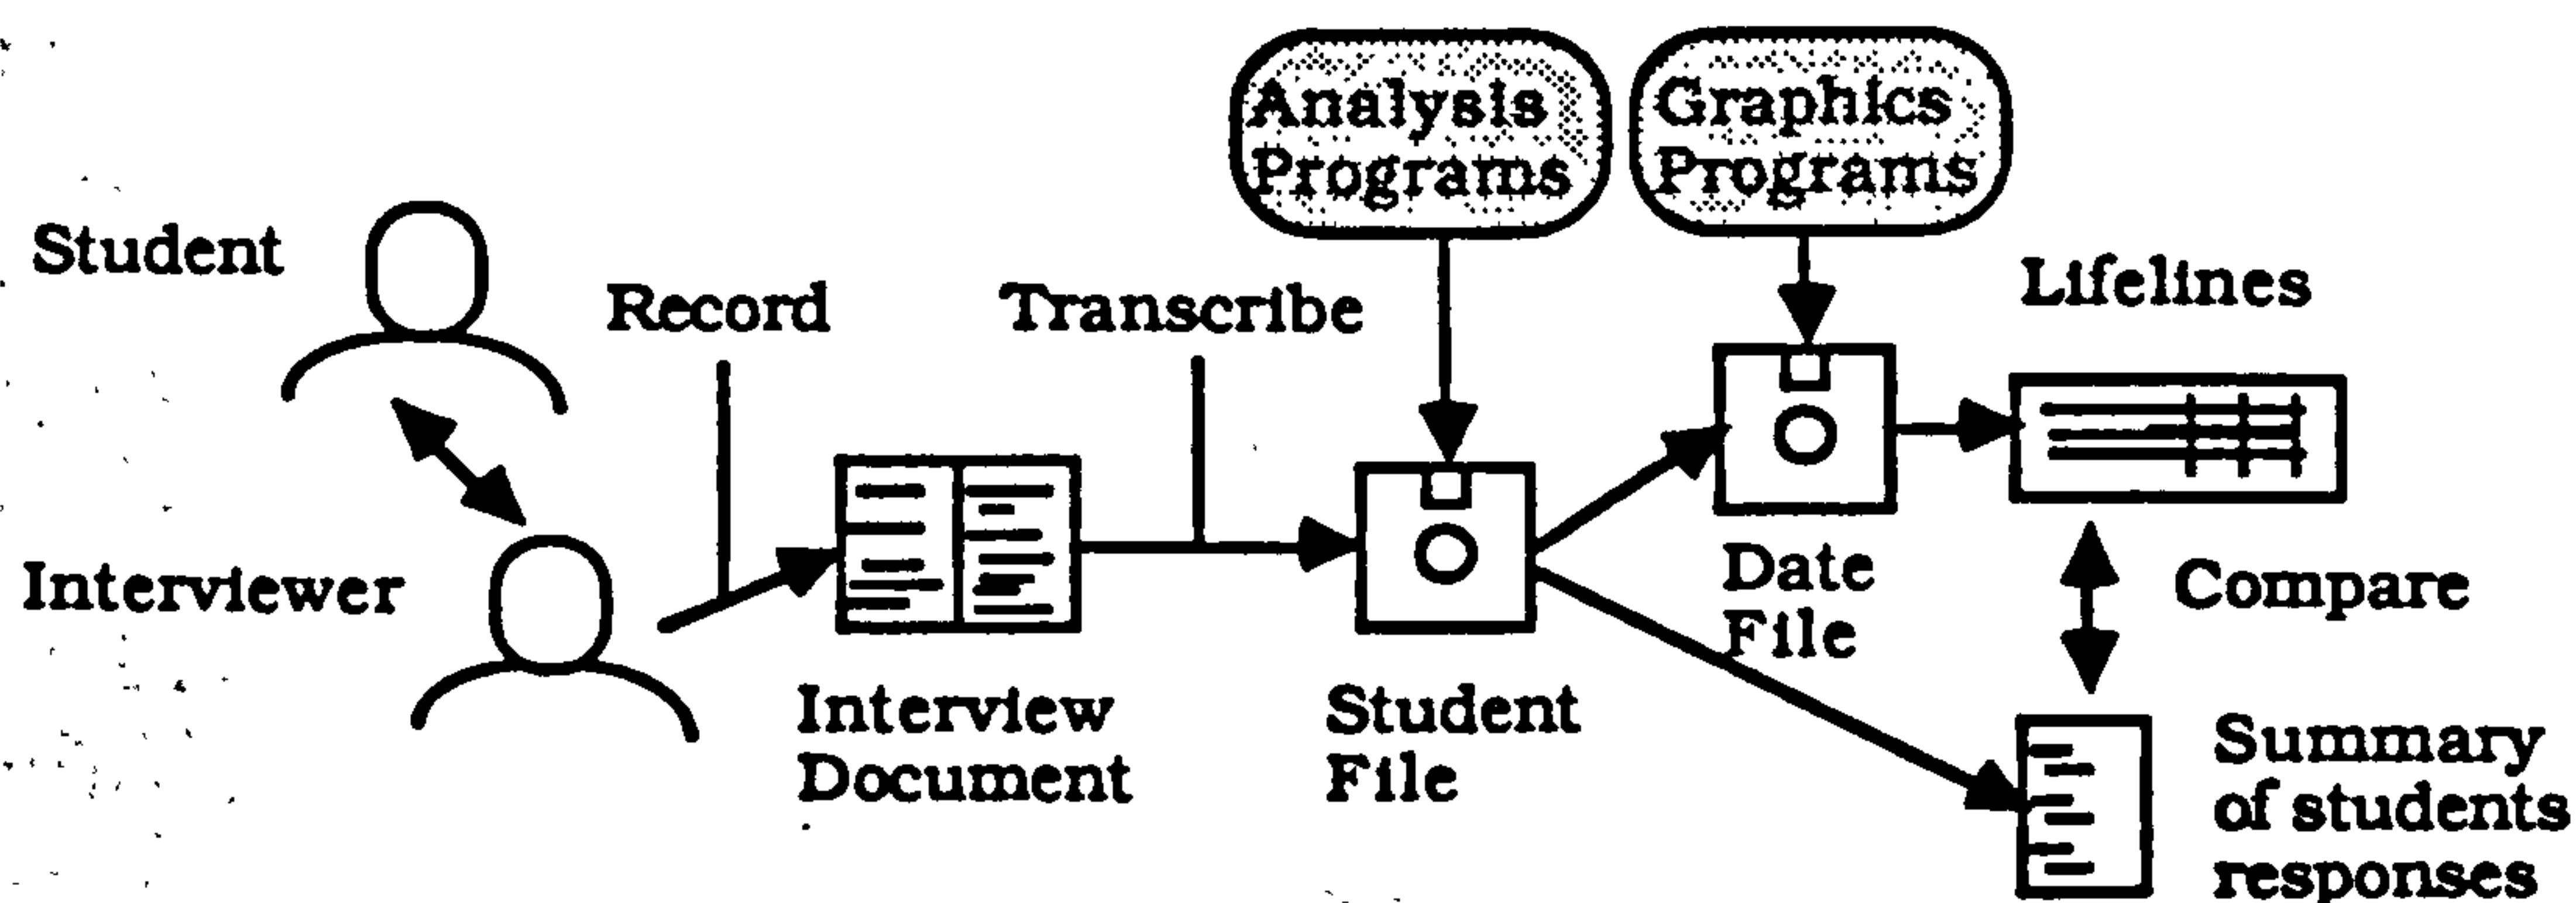 Analysis
Programs
Graphics
Programs
Student
Record
Transcribe
Lifelines
Interviewer
Date
File
Compare
Interview
Document
Student
File
Summary
of students
responses